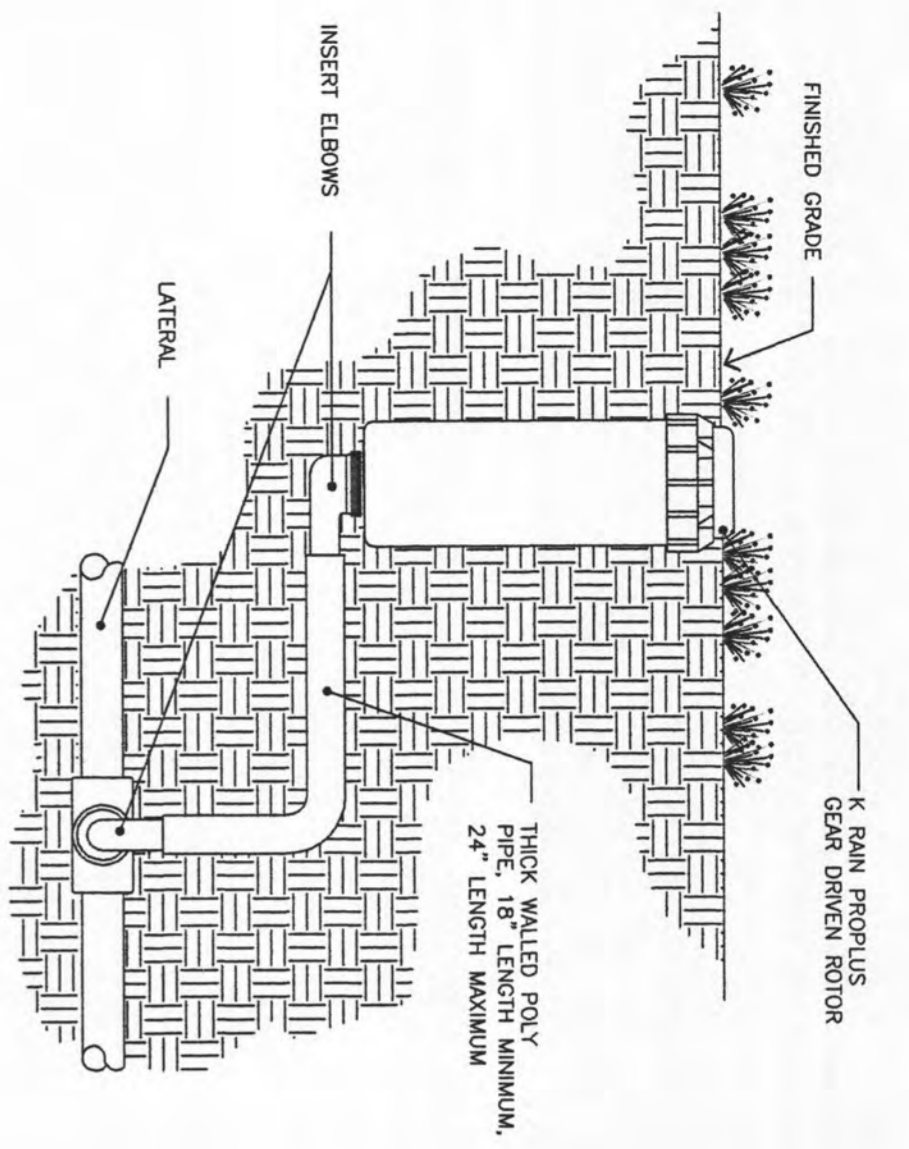 FINISHED GRADE
K RAIN PROPLUS
GEAR DRIVEN ROTOR
INSERT ELBOWS
LATERAL
THICK WALLED POLY
PIPE, 18" LENGTH MINIMUM,
24" LENGTH MAXIMUM